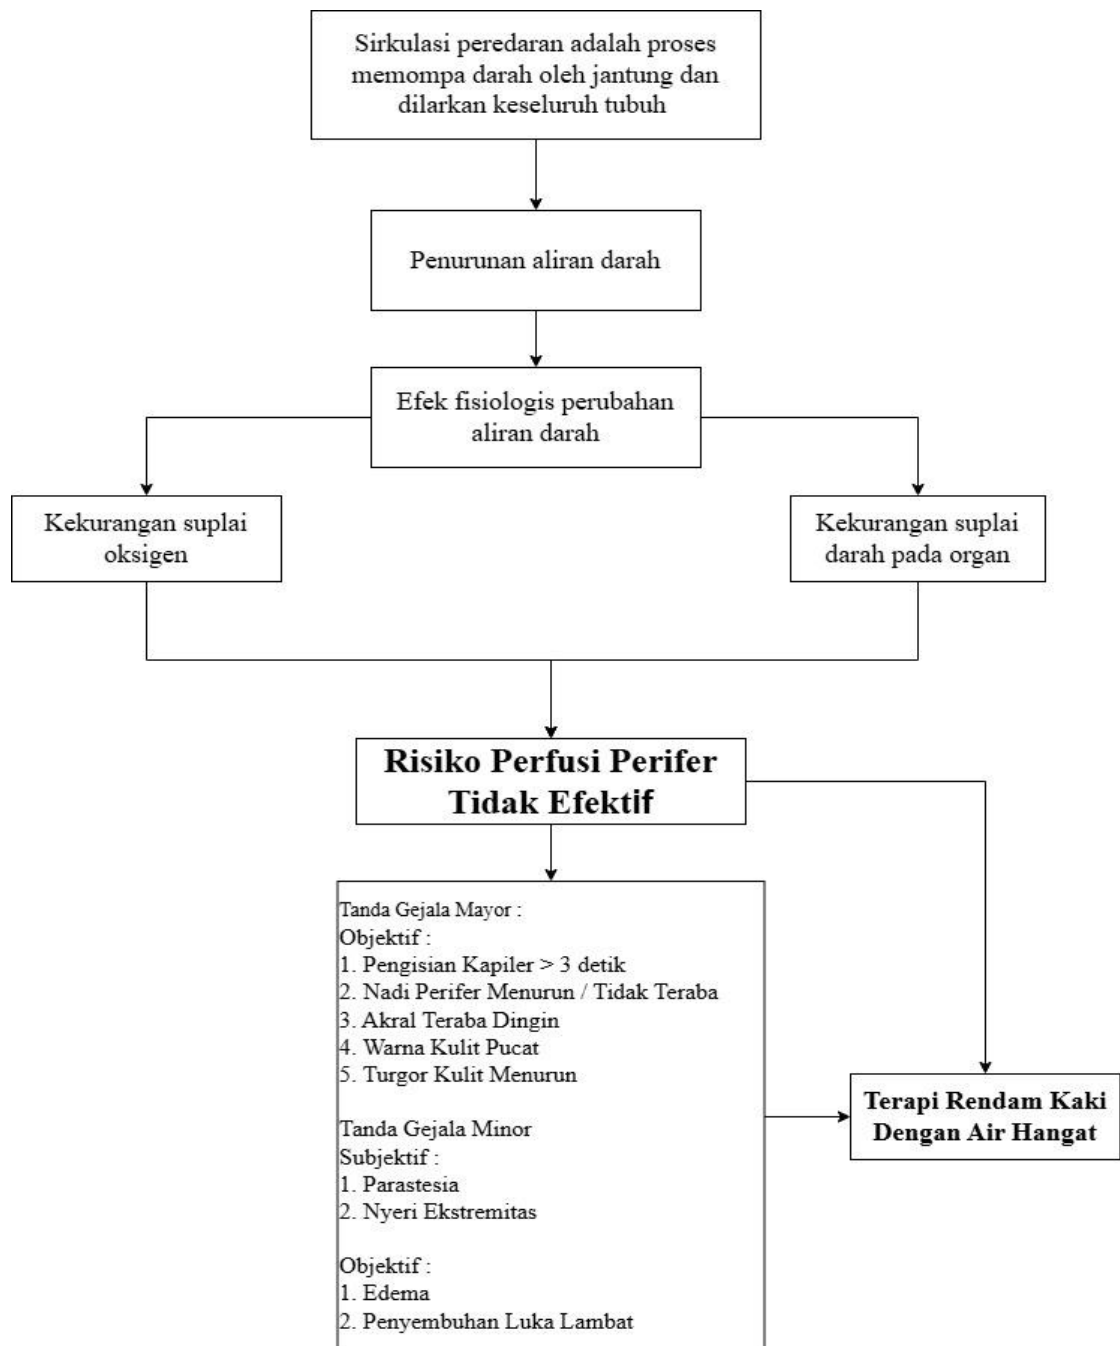 Sirkulasi peredaran adalah proses
memompa darah oleh jantung dan
dilarkan keseluruh tubuh
Penurunan aliran darah
Efek fisiologis perubahan
aliran darah
Kekurangan suplai
oksigen
Kekurangan suplai
darah pada organ
Risiko Perfusi Perifer
Tidak Efektif
Tanda Gejala Mayor :
Objektif :
1. Pengisian Kapiler > 3 detik
2. Nadi Perifer Menurun / Tidak Teraba
3. Akral Teraba Dingin
4. Warna Kulit Pucat
5. Turgor Kulit Menurun
Tanda Gejala Minor
Subjektif :
1. Parastesia
2. Nyeri Ekstremitas
Objektif :
1. Edema
2. Penyembuhan Luka Lambat
Terapi Rendam Kaki
Dengan Air Hangat